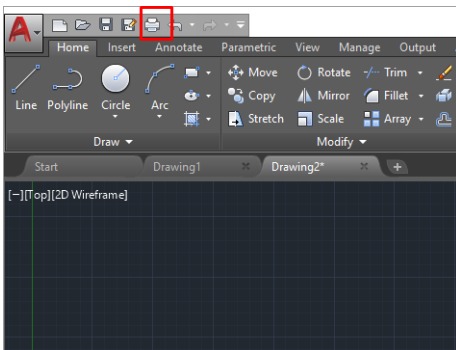 A
Home Insert Annotate Parametric View Manage Output
Line Polyline Circle Arc
Move Rotate Trim
Copy Mirror Fillet
Stretch Scale Array
Draw Modify
Start Drawing1 Drawing2*
[−][Top][2D Wireframe]